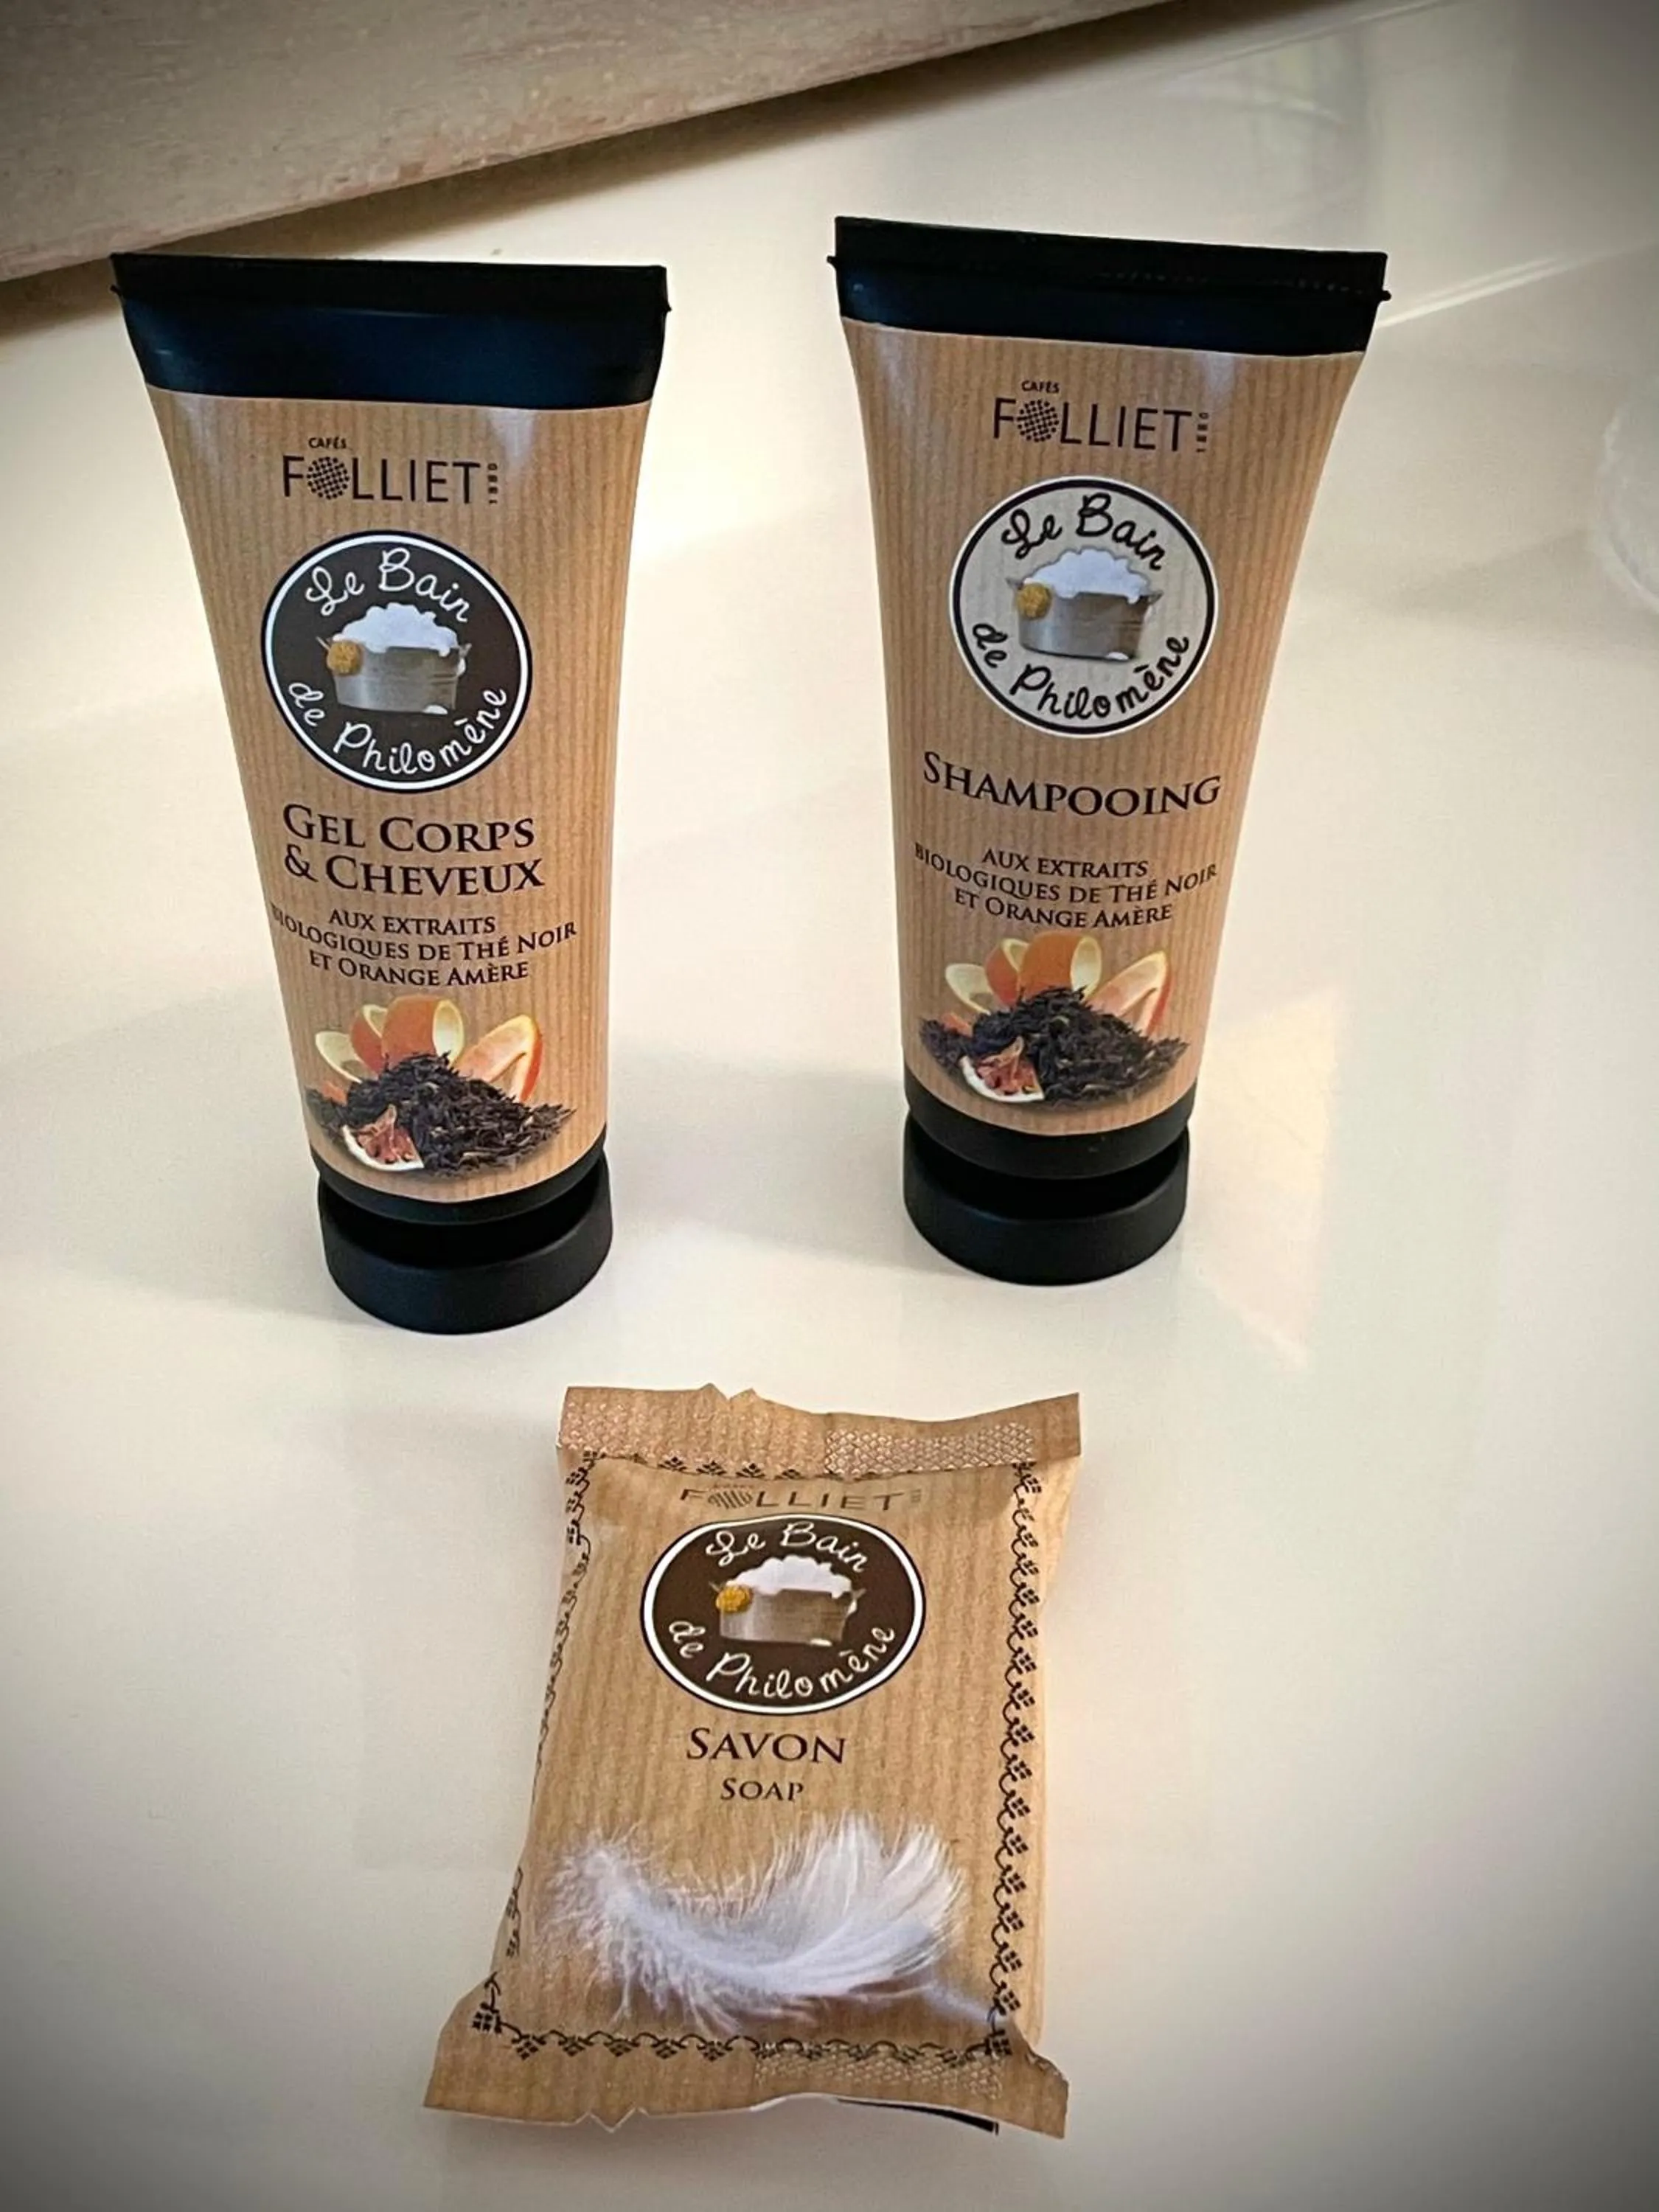 CAFÉS
FOLLIET 1880
Le Bain
de Philomène
GEL CORPS
& CHEVEUX
AUX EXTRAITS
BIOLOGIQUES DE THÉ NOIR
ET ORANGE AMÈRE
CAFÉS
FOLLIET 1880
Le Bain
de Philomène
SHAMPOOING
AUX EXTRAITS
BIOLOGIQUES DE THÉ NOIR
ET ORANGE AMÈRE
FOLLIET
Le Bain
de Philomène
SAVON
SOAP